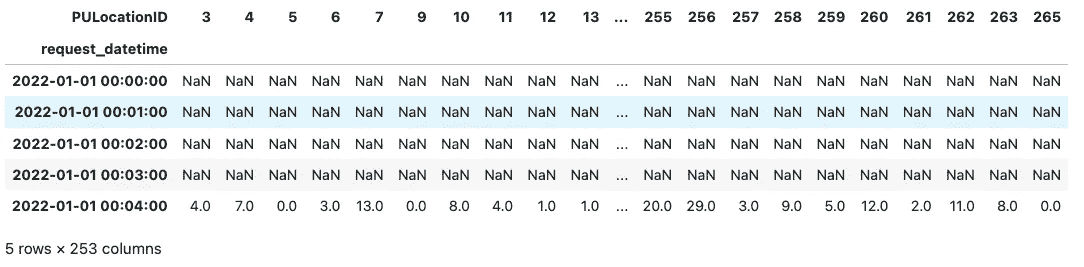 PULocationID 3 4 5 6 7 9 10 11 12 13 ... 255 256 257 258 259 260 261 262 263 265
request_datetime
2022-01-01 00:00:00 NaN NaN NaN NaN NaN NaN NaN NaN NaN NaN ... NaN NaN NaN NaN NaN NaN NaN NaN NaN NaN
2022-01-01 00:01:00 NaN NaN NaN NaN NaN NaN NaN NaN NaN NaN ... NaN NaN NaN NaN NaN NaN NaN NaN NaN NaN
2022-01-01 00:02:00 NaN NaN NaN NaN NaN NaN NaN NaN NaN NaN ... NaN NaN NaN NaN NaN NaN NaN NaN NaN NaN
2022-01-01 00:03:00 NaN NaN NaN NaN NaN NaN NaN NaN NaN NaN ... NaN NaN NaN NaN NaN NaN NaN NaN NaN NaN
2022-01-01 00:04:00 4.0 7.0 0.0 3.0 13.0 0.0 8.0 4.0 1.0 1.0 ... 20.0 29.0 3.0 9.0 5.0 12.0 2.0 11.0 8.0 0.0
5 rows × 253 columns